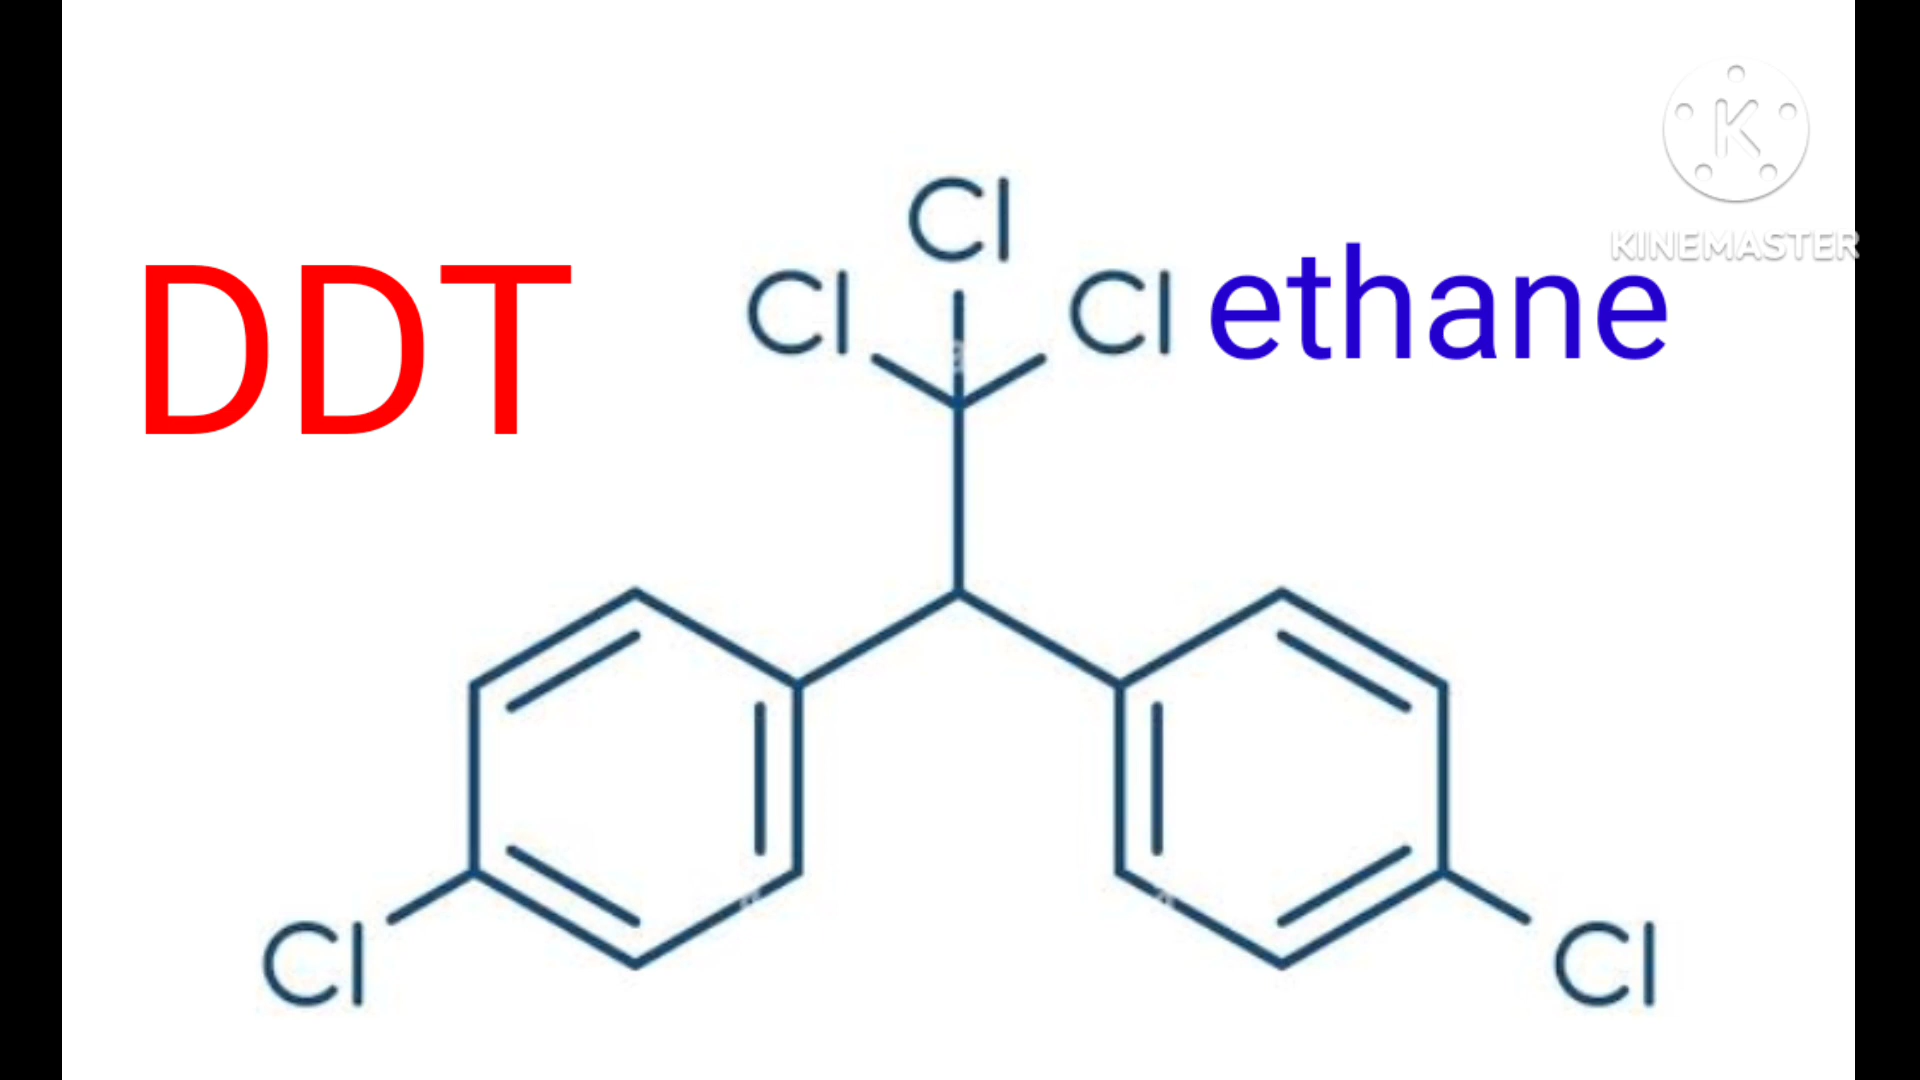 Cl
Cl Cl
DDT
ethane
K
KINEMASTER
Cl
Cl